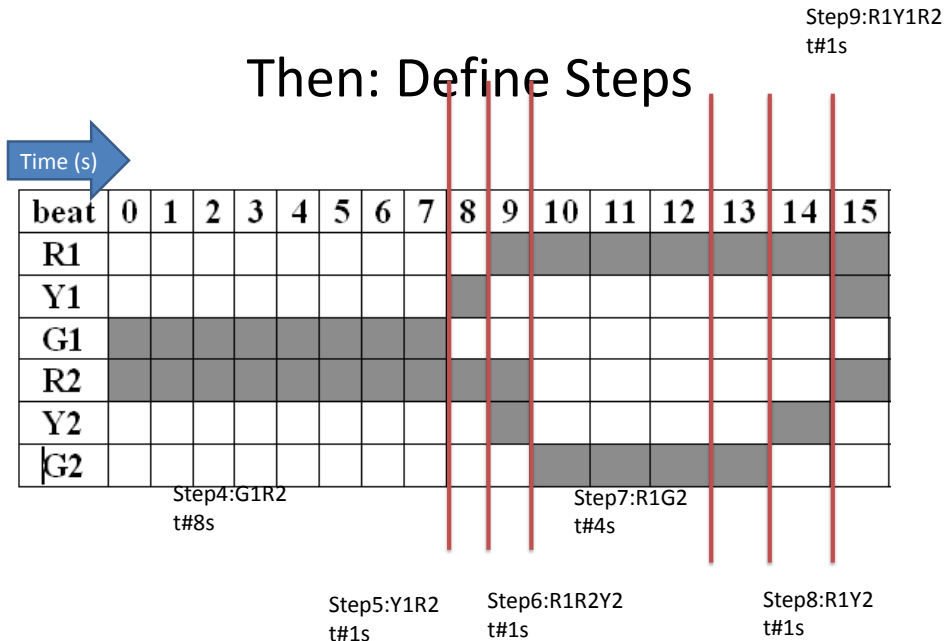 Step9:R1Y1R2
t#1s
Then: Define Steps
Time (s)
beat 0 1 2 3 4 5 6 7 8 9 10 11 12 13 14 15
R1
Y1
G1
R2
Y2
G2
Step4:G1R2
t#8s
Step7:R1G2
t#4s
Step5:Y1R2
t#1s
Step6:R1R2Y2
t#1s
Step8:R1Y2
t#1s